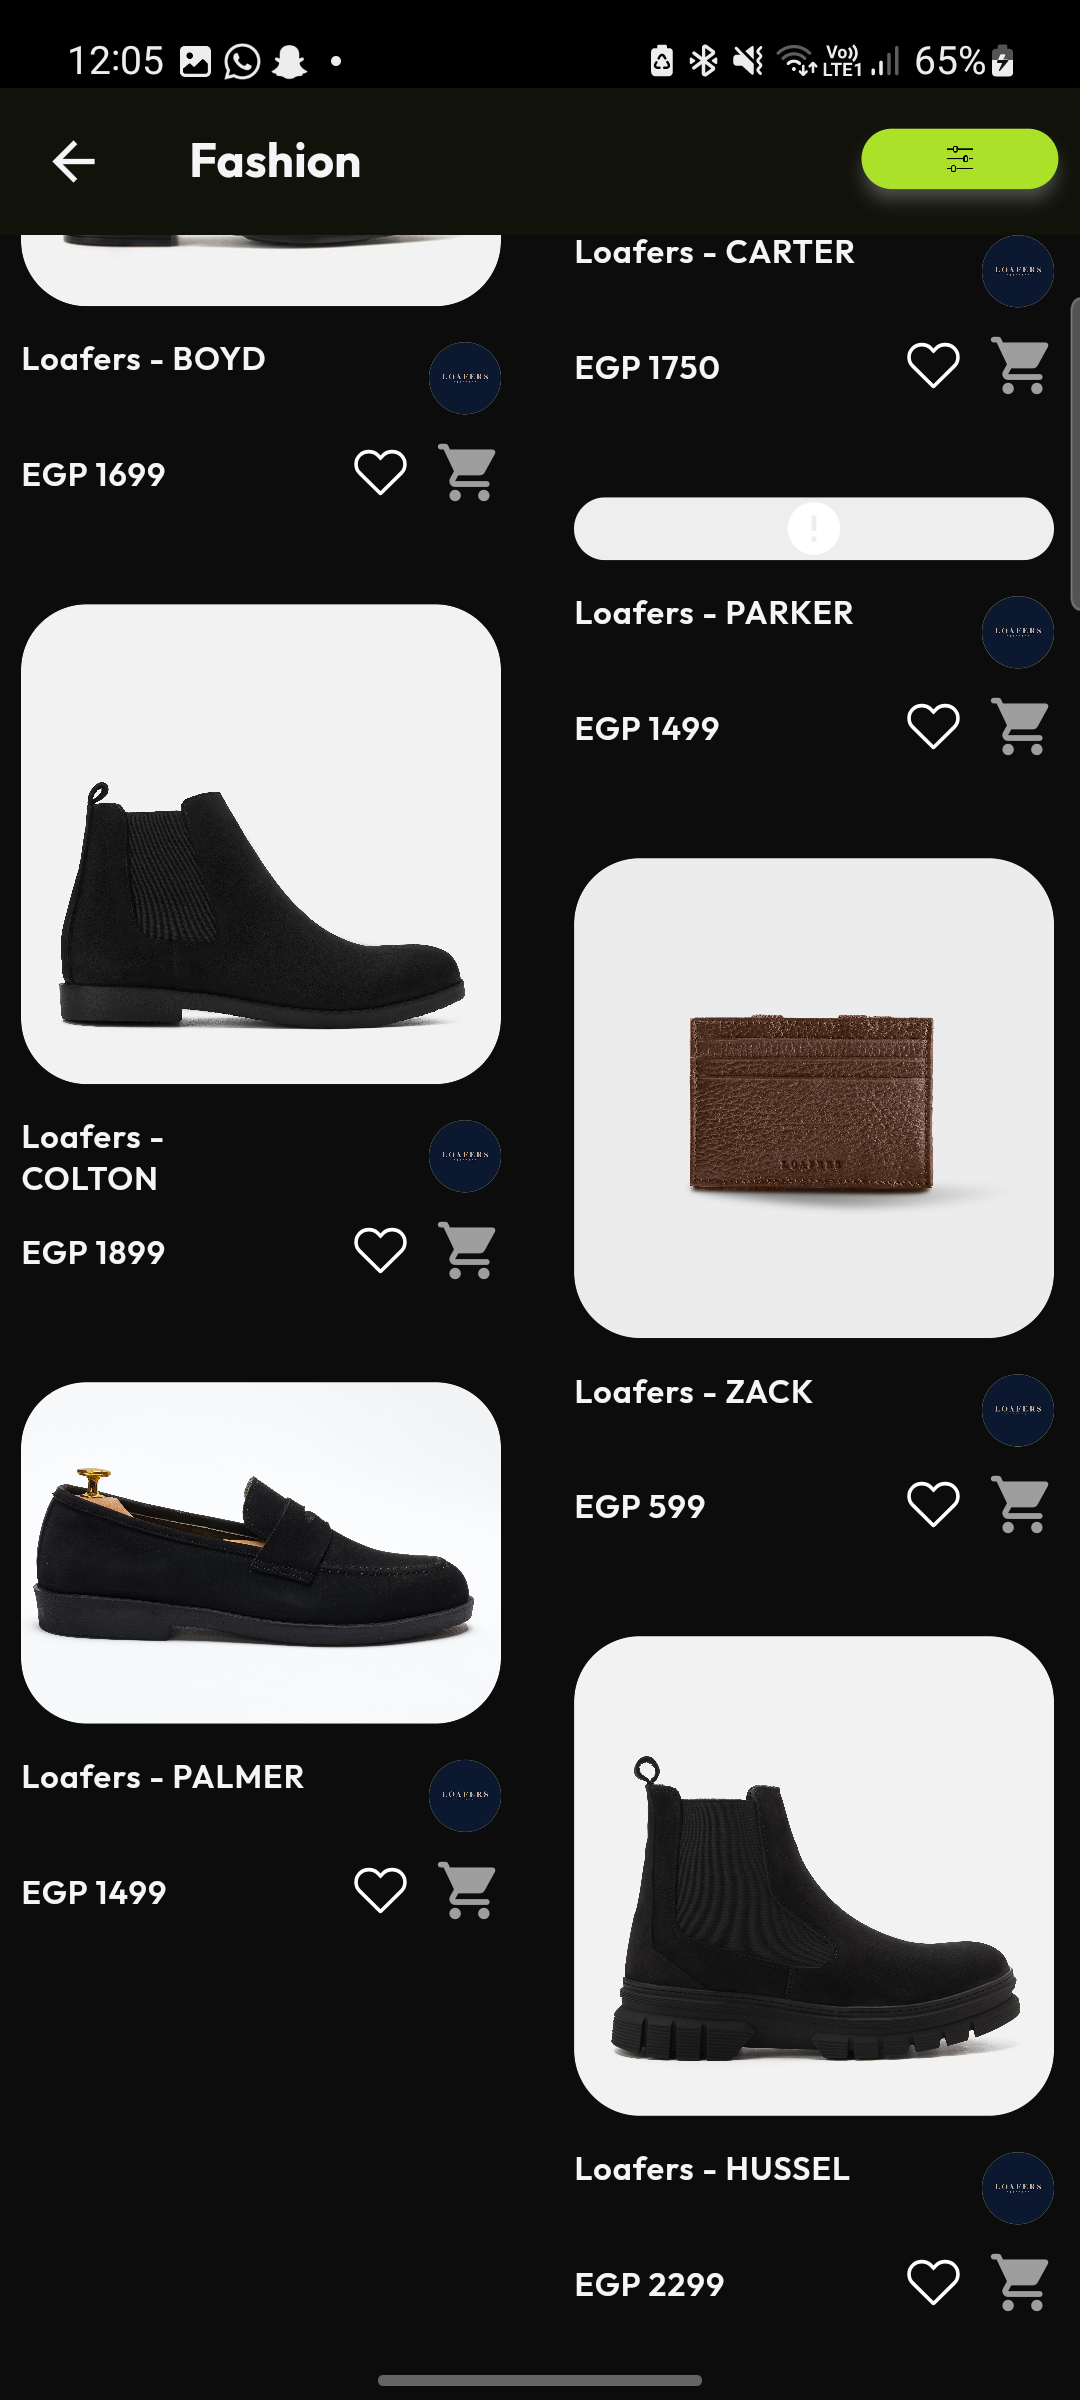 12:05
Vo))
LTE1
65%
Fashion
Loafers - CARTER
LOAFERS
EGP 1750
Loafers - BOYD
LOAFERS
EGP 1699
!
Loafers - PARKER
LOAFERS
EGP 1499
Loafers -
COLTON
LOAFERS
EGP 1899
LOAFERS
Loafers - ZACK
LOAFERS
EGP 599
Loafers - PALMER
LOAFERS
EGP 1499
Loafers - HUSSEL
LOAFERS
EGP 2299